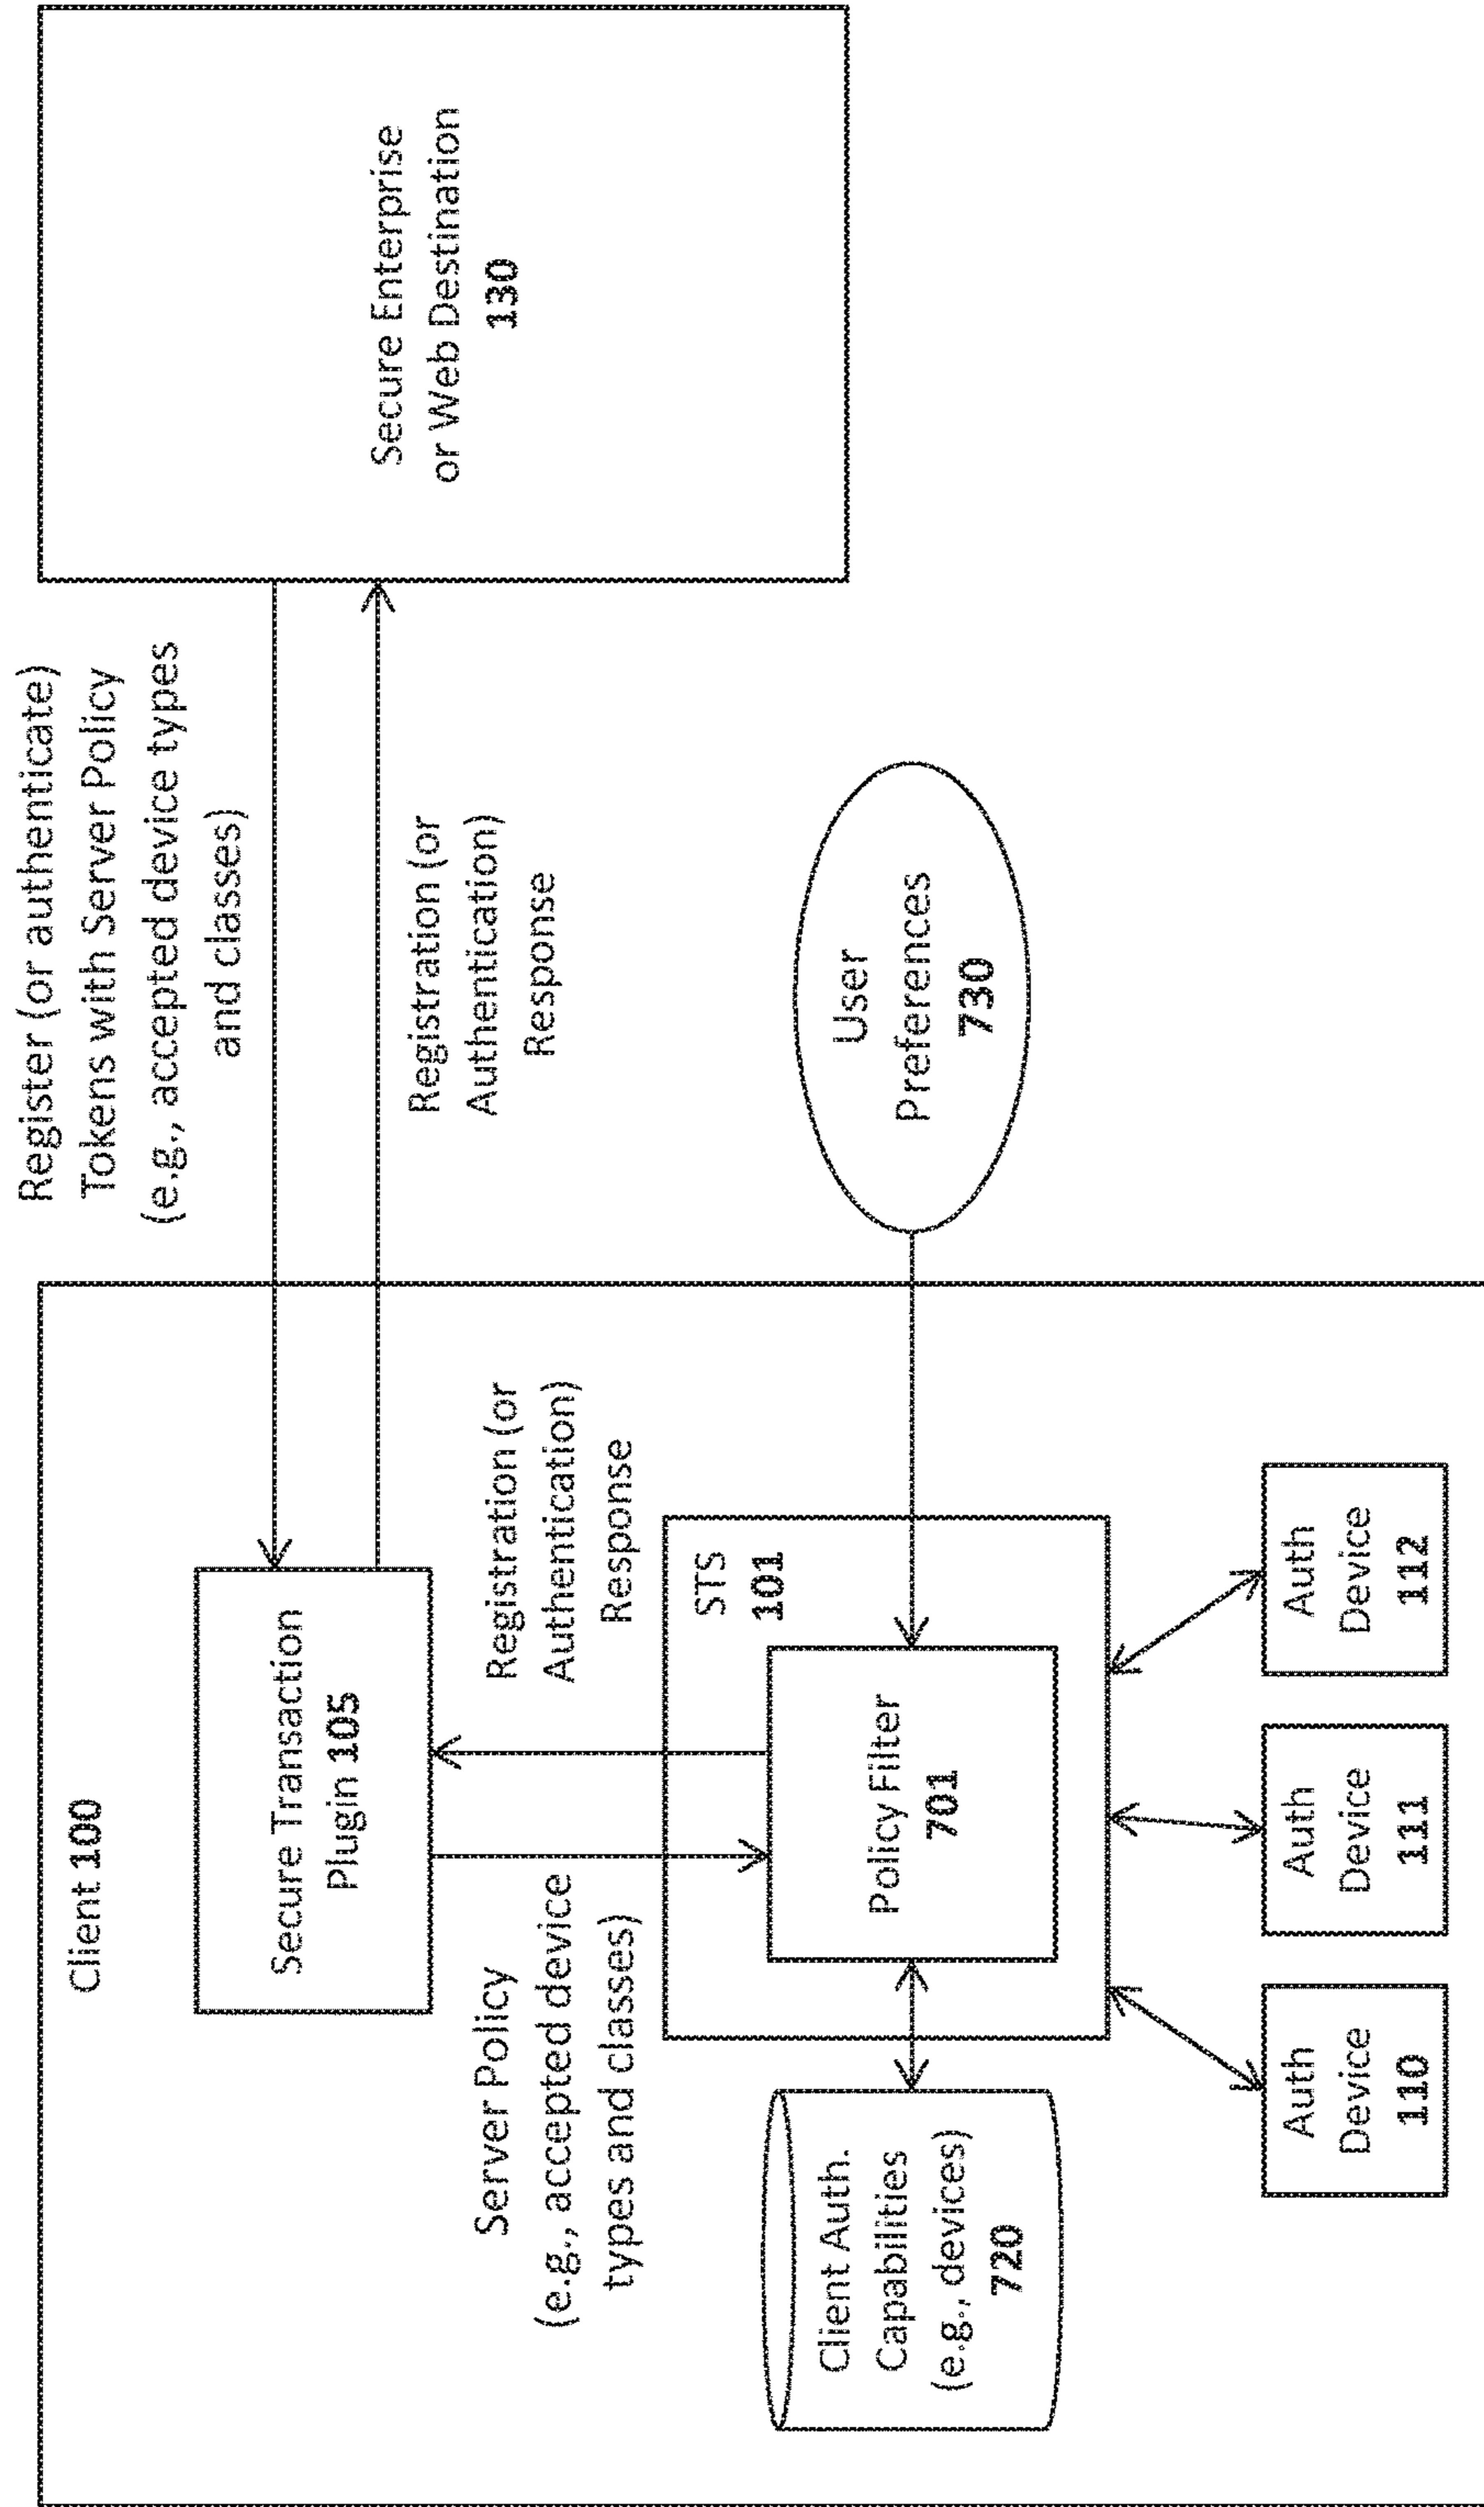 Client 100
Secure Transaction
Plugin 105
Register (or authenticate)
Tokens with Server Policy
(e.g., accepted device types
and classes)
Registration (or
Authentication)
Response
Secure Enterprise
or Web Destination
130
Server Policy
(e.g., accepted device
types and classes)
Registration (or
Authentication)
Response
STS
101
Policy Filter
701
Client Auth.
Capabilities
(e.g., devices)
720
User
Preferences
730
Auth
Device
110
Auth
Device
111
Auth
Device
112